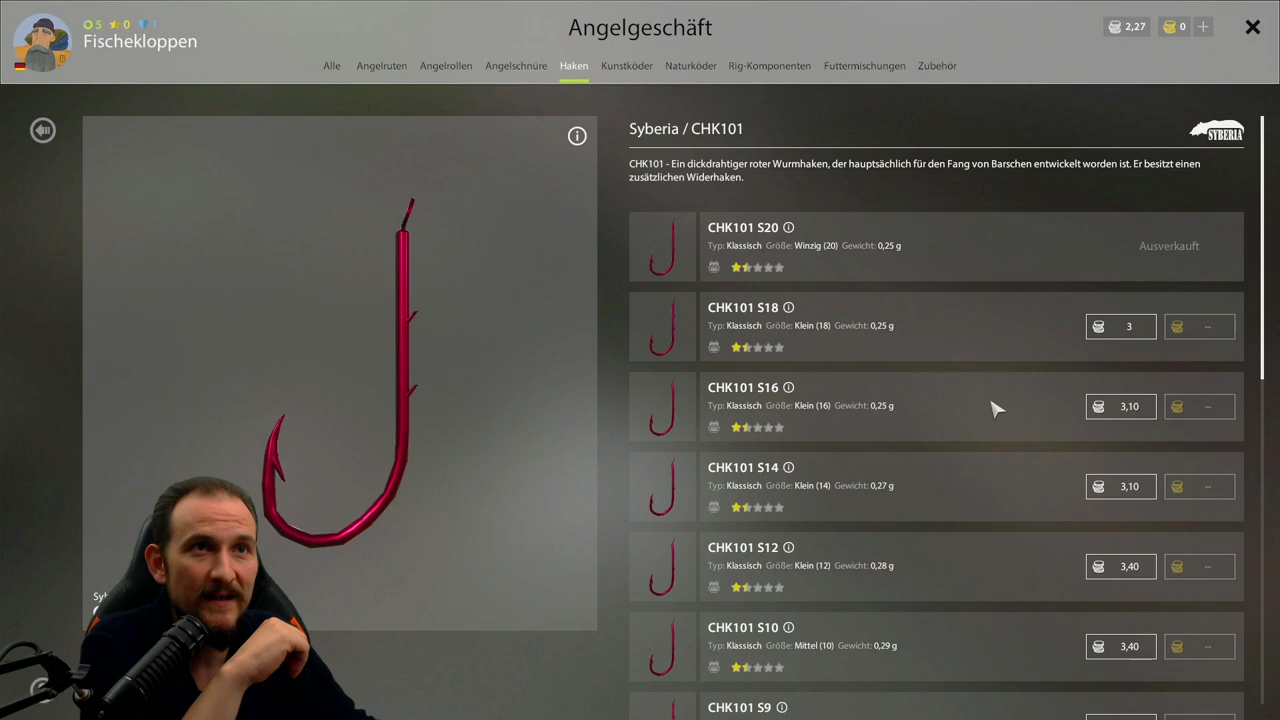 5 0 1
Fischekloppen
Angelgeschäft
2,27 0 +
Alle Angelruten Angelrollen Angelschnüre Haken Kunstköder Naturköder Rig-Komponenten Futtermischungen Zubehör
Syberia / CHK101
SYBERIA
CHK101 - Ein dickdrahtiger roter Wurmhaken, der hauptsächlich für den Fang von Barschen entwickelt worden ist. Er besitzt einen
zusätzlichen Widerhaken.
CHK101 S20
Typ: Klassisch Größe: Winzig (20) Gewicht: 0,25 g
Ausverkauft
CHK101 S18
Typ: Klassisch Größe: Klein (18) Gewicht: 0,25 g
3 --
CHK101 S16
Typ: Klassisch Größe: Klein (16) Gewicht: 0,25 g
3,10 --
CHK101 S14
Typ: Klassisch Größe: Klein (14) Gewicht: 0,27 g
3,10 --
CHK101 S12
Typ: Klassisch Größe: Klein (12) Gewicht: 0,28 g
3,40 --
CHK101 S10
Typ: Klassisch Größe: Mittel (10) Gewicht: 0,29 g
3,40 --
CHK101 S9